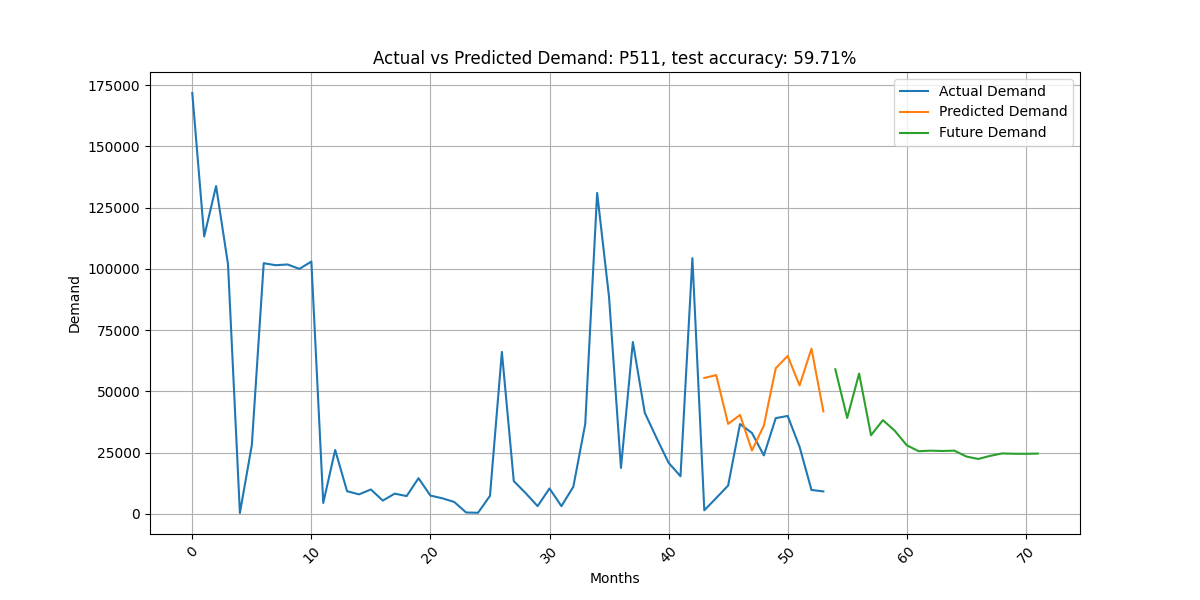 Actual vs Predicted Demand: P511, test accuracy: 59.71%
Actual Demand
Predicted Demand
Future Demand
175000
150000
125000
100000
75000
50000
25000
0
Demand
0 10 20 30 40 50 60 70
Months